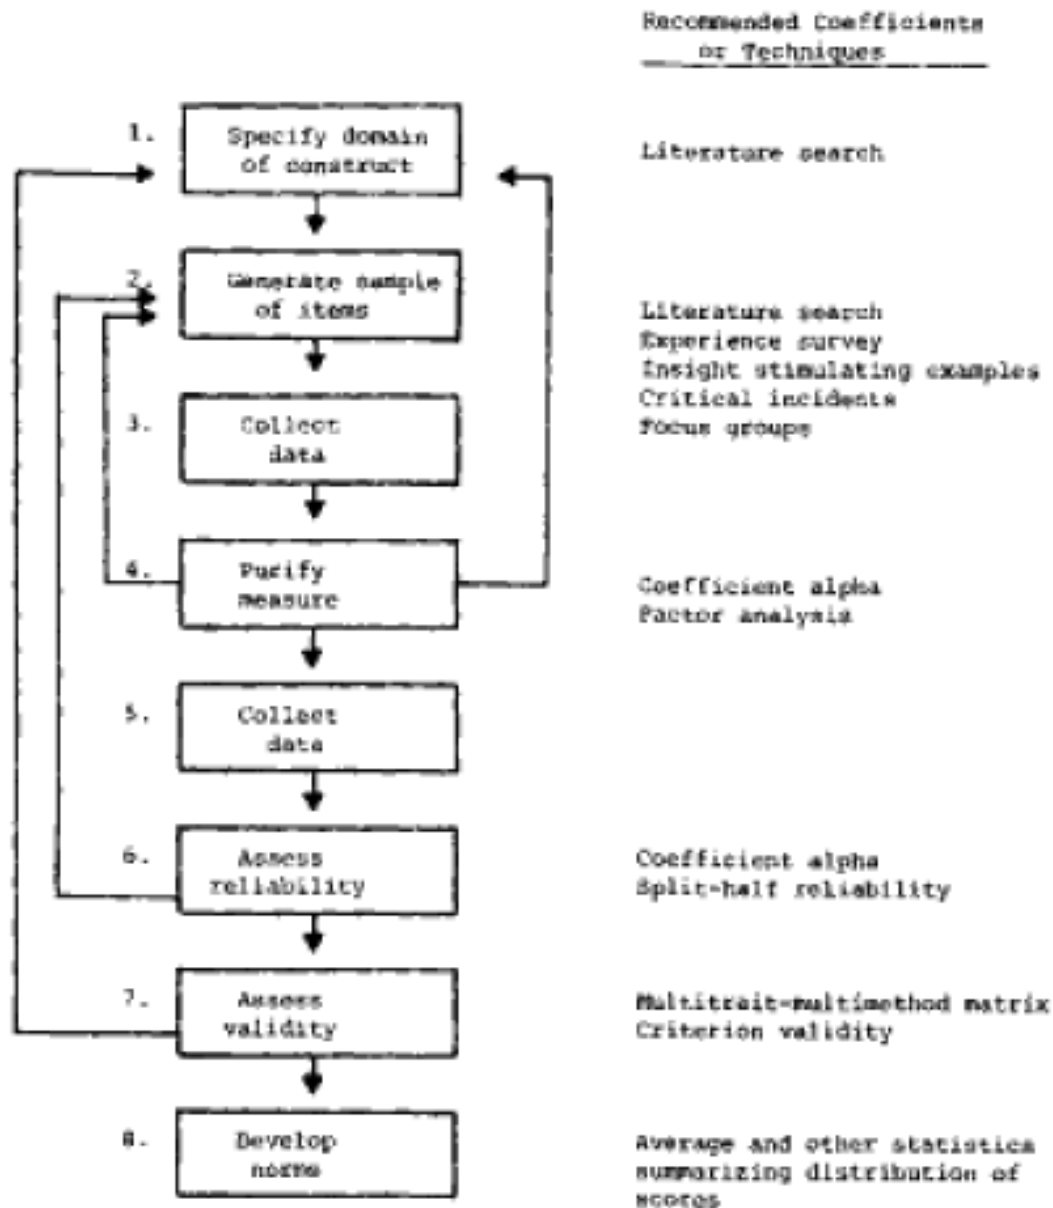 Recommended Coefficients
or Techniques
1.
Specify domain
of construct
Literature search
2.
Generate sample
of items
Literature search
Experience survey
Insight stimulating examples
Critical incidents
Focus groups
3.
Collect
data
4.
Purify
measure
Coefficient alpha
Factor analysis
5.
Collect
data
6.
Assess
reliability
Coefficient alpha
Split-half reliability
7.
Assess
validity
Multitrait-multimethod matrix
Criterion validity
8.
Develop
norms
Average and other statistics
summarizing distribution of
scores